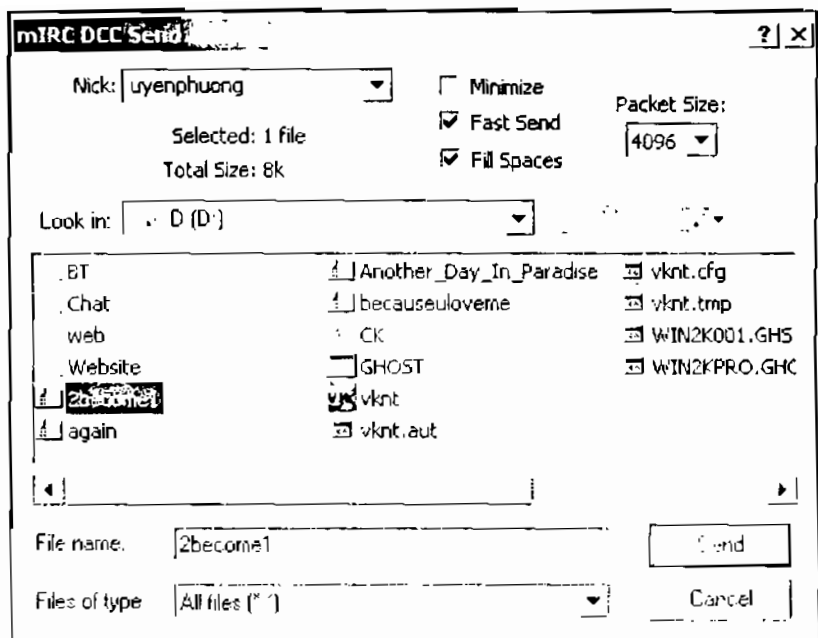 mIRC DCC Send
Nick: uyenphuong
Minimize
Packet Size:
Fast Send
Selected: 1 file
4096
Fill Spaces
Total Size: 8k
Look in: D (D:)
BT
Another_Day_In_Paradise
vknt.cfg
Chat
becauseuloveme
vknt.tmp
web
CK
WIN2K001.GHS
Website
GHOST
WIN2KPRO.GHO
2become1
vknt
again
vknt.aut
File name: 2become1
Send
Files of type All files (*.*)
Cancel